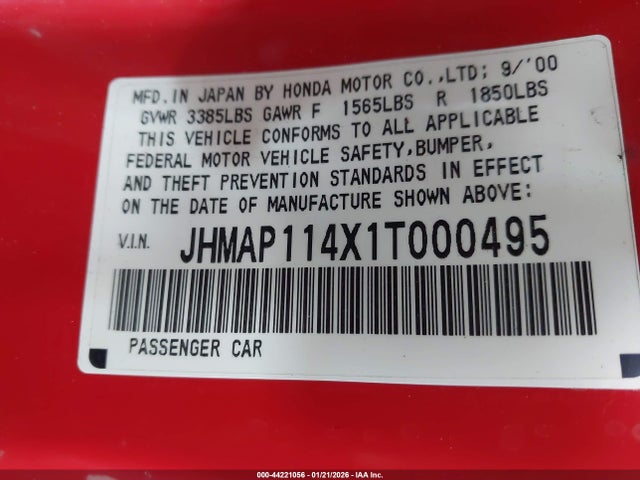 MFD.IN JAPAN BY HONDA MOTOR CO.,LTD; 9/'00
GVWR 3385LBS GAWR F 1565LBS R 1850LBS
THIS VEHICLE CONFORMS TO ALL APPLICABLE
FEDERAL MOTOR VEHICLE SAFETY,BUMPER,
AND THEFT PREVENTION STANDARDS IN EFFECT
ON THE DATE OF MANUFACTURE SHOWN ABOVE:
V.I.N. JHMAP114X1T000495
PASSENGER CAR
000-44221056 - 01/21/2026 - IAA Inc.